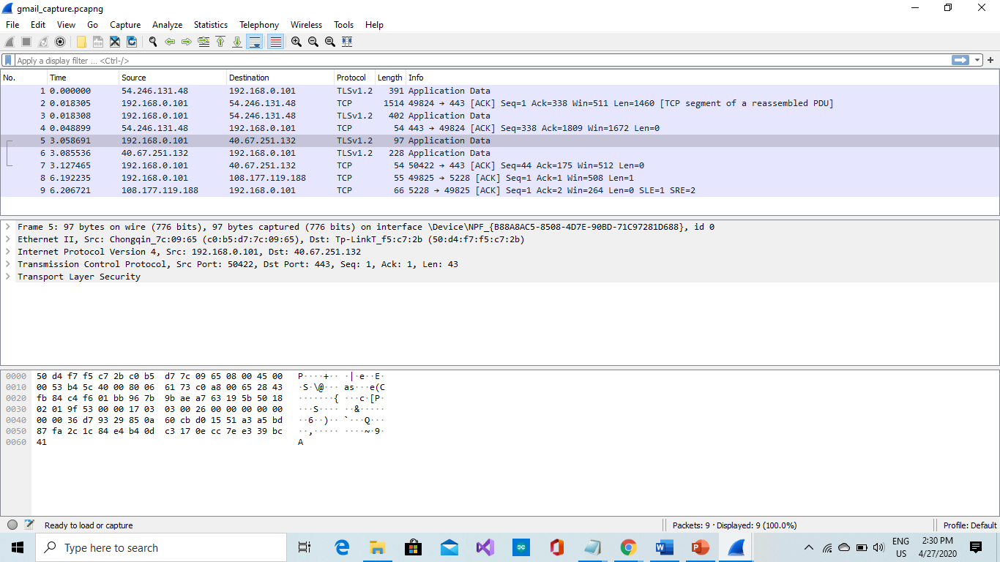 gmail_capture.pcapng
File Edit View Go Capture Analyze Statistics Telephony Wireless Tools Help
Apply a display filter ... <Ctrl-/>
No. Time Source Destination Protocol Length Info
1 0.000000 54.246.131.48 192.168.0.101 TLSv1.2 391 Application Data
2 0.018305 192.168.0.101 54.246.131.48 TCP 1514 49824 → 443 [ACK] Seq=1 Ack=338 Win=511 Len=1460 [TCP segment of a reassembled PDU]
3 0.018308 192.168.0.101 54.246.131.48 TLSv1.2 402 Application Data
4 0.048899 54.246.131.48 192.168.0.101 TCP 54 443 → 49824 [ACK] Seq=338 Ack=1809 Win=1672 Len=0
5 3.058691 192.168.0.101 40.67.251.132 TLSv1.2 97 Application Data
6 3.085536 40.67.251.132 192.168.0.101 TLSv1.2 228 Application Data
7 3.127465 192.168.0.101 40.67.251.132 TCP 54 50422 → 443 [ACK] Seq=44 Ack=175 Win=512 Len=0
8 6.192235 192.168.0.101 108.177.119.188 TCP 55 49825 → 5228 [ACK] Seq=1 Ack=1 Win=508 Len=1
9 6.206721 108.177.119.188 192.168.0.101 TCP 66 5228 → 49825 [ACK] Seq=1 Ack=2 Win=264 Len=0 SLE=1 SRE=2
Frame 5: 97 bytes on wire (776 bits), 97 bytes captured (776 bits) on interface \Device\NPF_{B88A8AC5-8508-4D7E-90BD-71C97281D688}, id 0
Ethernet II, Src: Chongqin_7c:09:65 (c0:b5:d7:7c:09:65), Dst: Tp-LinkT_f5:c7:2b (50:d4:f7:f5:c7:2b)
Internet Protocol Version 4, Src: 192.168.0.101, Dst: 40.67.251.132
Transmission Control Protocol, Src Port: 50422, Dst Port: 443, Seq: 1, Ack: 1, Len: 43
Transport Layer Security
0000 50 d4 f7 f5 c7 2b c0 b5 d7 7c 09 65 08 00 45 00 P····+·· ·|·e··E·
0010 00 53 b4 5c 40 00 80 06 61 73 c0 a8 00 65 28 43 ·S·\@··· as···e(C
0020 fb 84 c4 f6 01 bb 96 7b 9b ae a7 63 19 5b 50 18 ·······{ ···c·[P·
0030 02 01 9f 53 00 00 17 03 03 00 26 00 00 00 00 00 ···S···· ··&·····
0040 00 00 36 d7 93 29 85 0a 60 cb d0 15 51 a3 a5 bd ··6··)·· `···Q···
0050 87 fa 2c 1c 84 e4 b4 0d c3 17 0e cc 7e e3 39 bc ··,····· ····~·9·
0060 41 A
Ready to load or capture Packets: 9 · Displayed: 9 (100.0%) Profile: Default
Type here to search
ENG 2:30 PM
US 4/27/2020